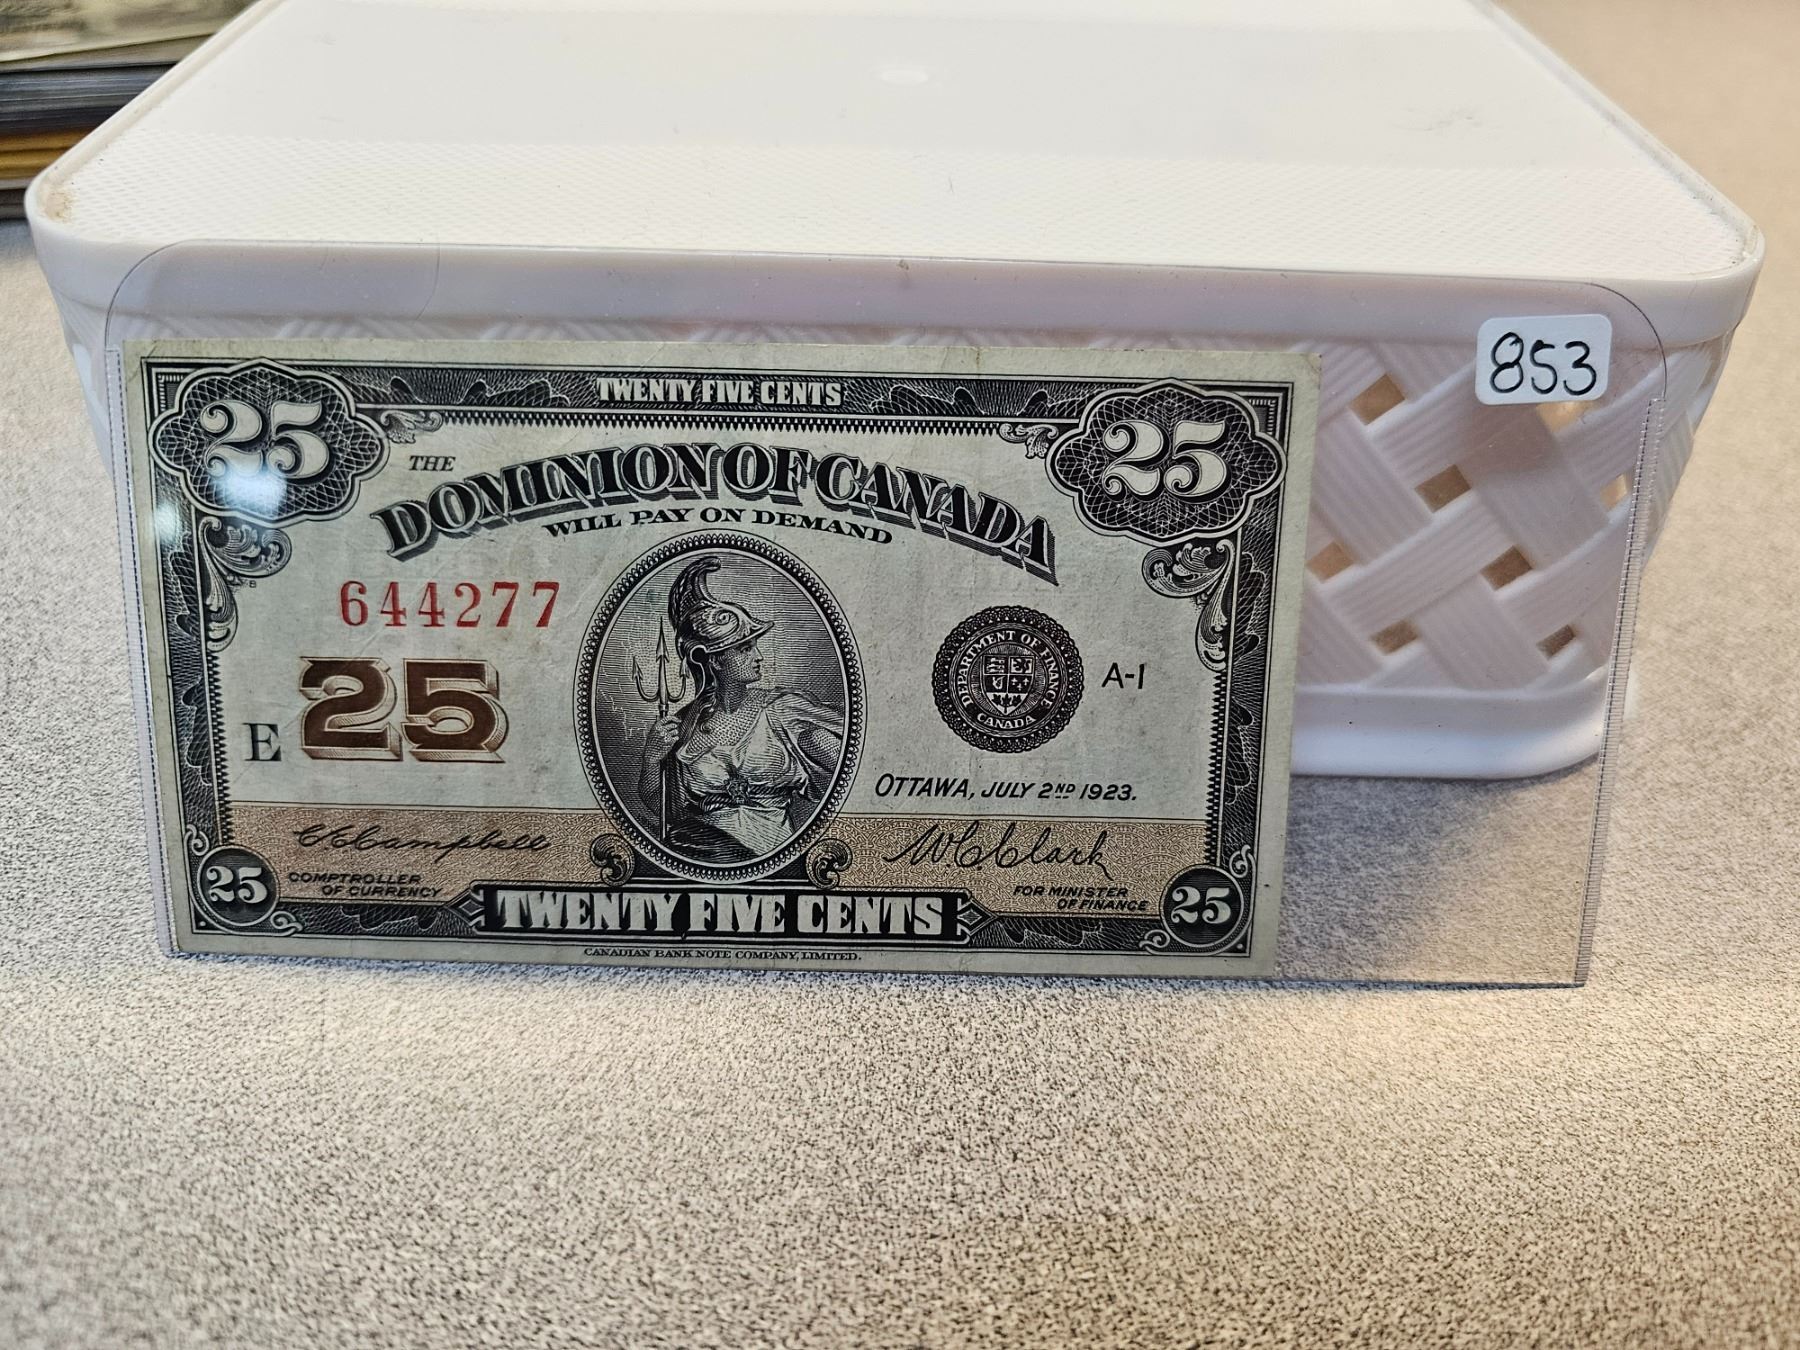 853
TWENTY FIVE CENTS
25 25
THE
DOMINION OF CANADA
WILL PAY ON DEMAND
644277
25
E
DEPARTMENT OF FINANCE
CANADA
A-1
OTTAWA, JULY 2ND 1923.
C Campbell
COMPTROLLER
OF CURRENCY
W.C. Clark
FOR MINISTER
OF FINANCE
25 25
TWENTY FIVE CENTS
CANADIAN BANK NOTE COMPANY, LIMITED.